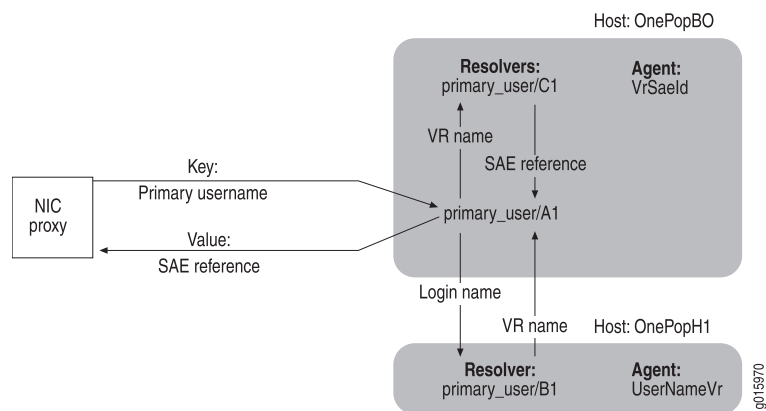 Host: OnePopBO
Resolvers:
primary_user/C1
Agent:
VrSaeId
VR name
SAE reference
Key:
Primary username
NIC
proxy
primary_user/A1
Value:
SAE reference
Login name
VR name
Host: OnePopH1
Resolver:
primary_user/B1
Agent:
UserNameVr
g015970